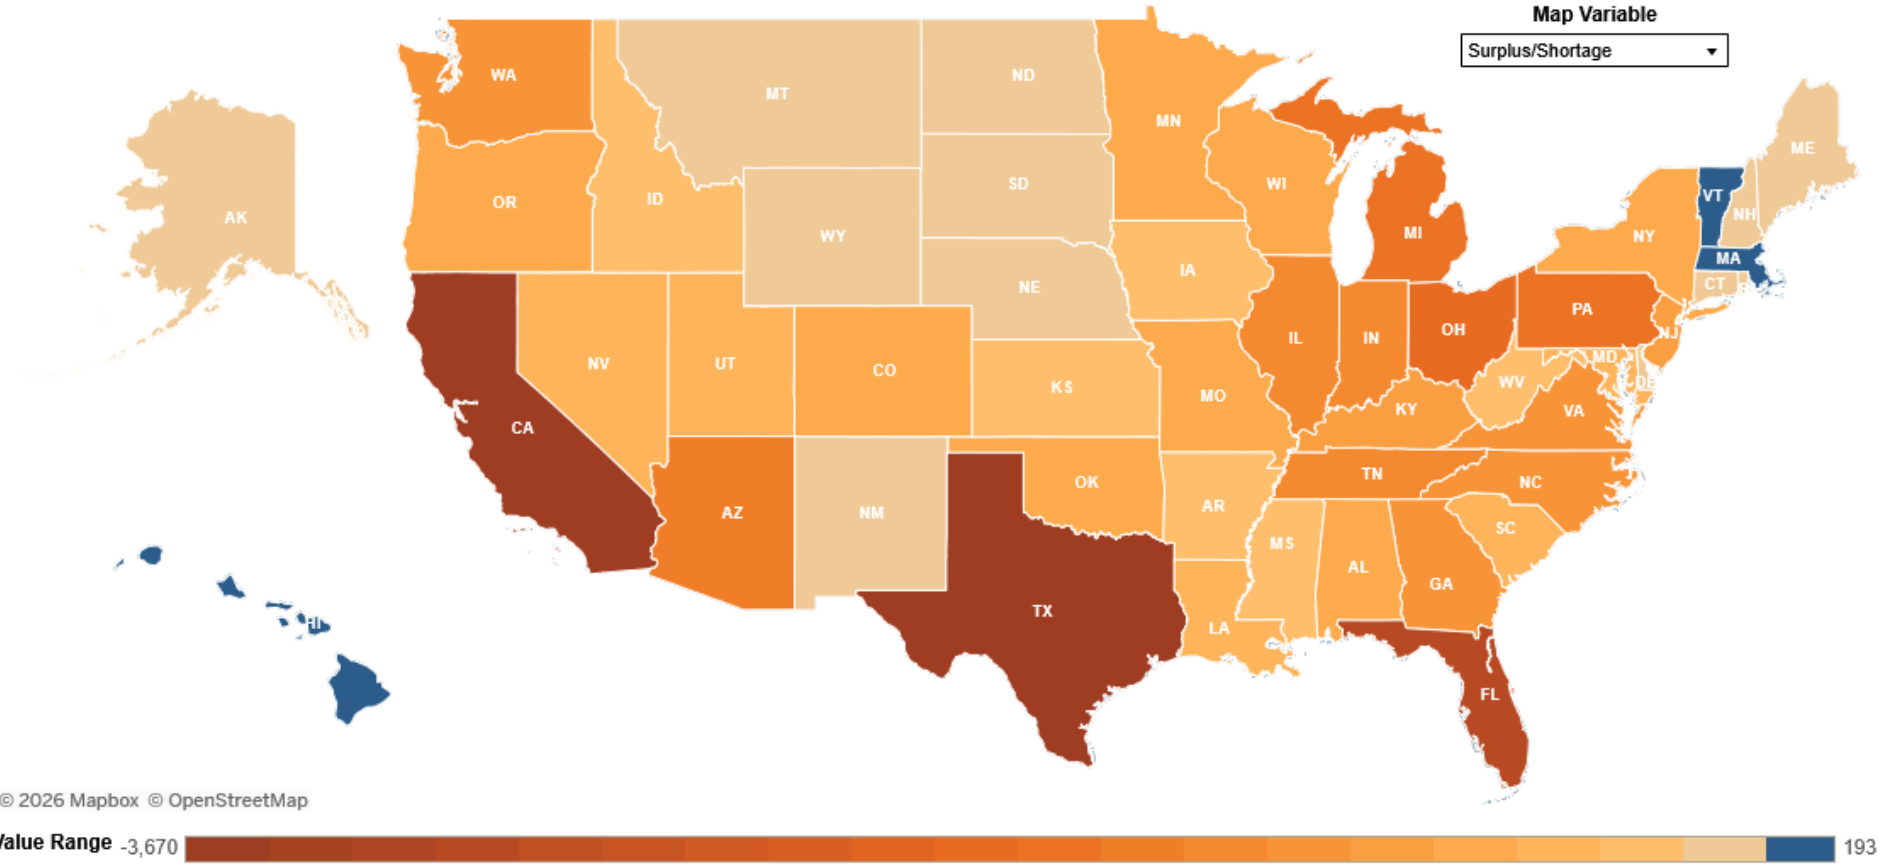 Map Variable
Surplus/Shortage
WA
MT
ND
MN
ME
OR
ID
WY
SD
WI
MI
NY
VT
NH
MA
CT
AK
NE
IA
NV
UT
CO
KS
MO
IL
IN
OH
PA
NJ
MD
DE
WV
VA
KY
CA
AZ
NM
OK
AR
TN
NC
SC
MS
AL
GA
TX
LA
FL
HI
© 2026 Mapbox © OpenStreetMap
Value Range -3,670 193